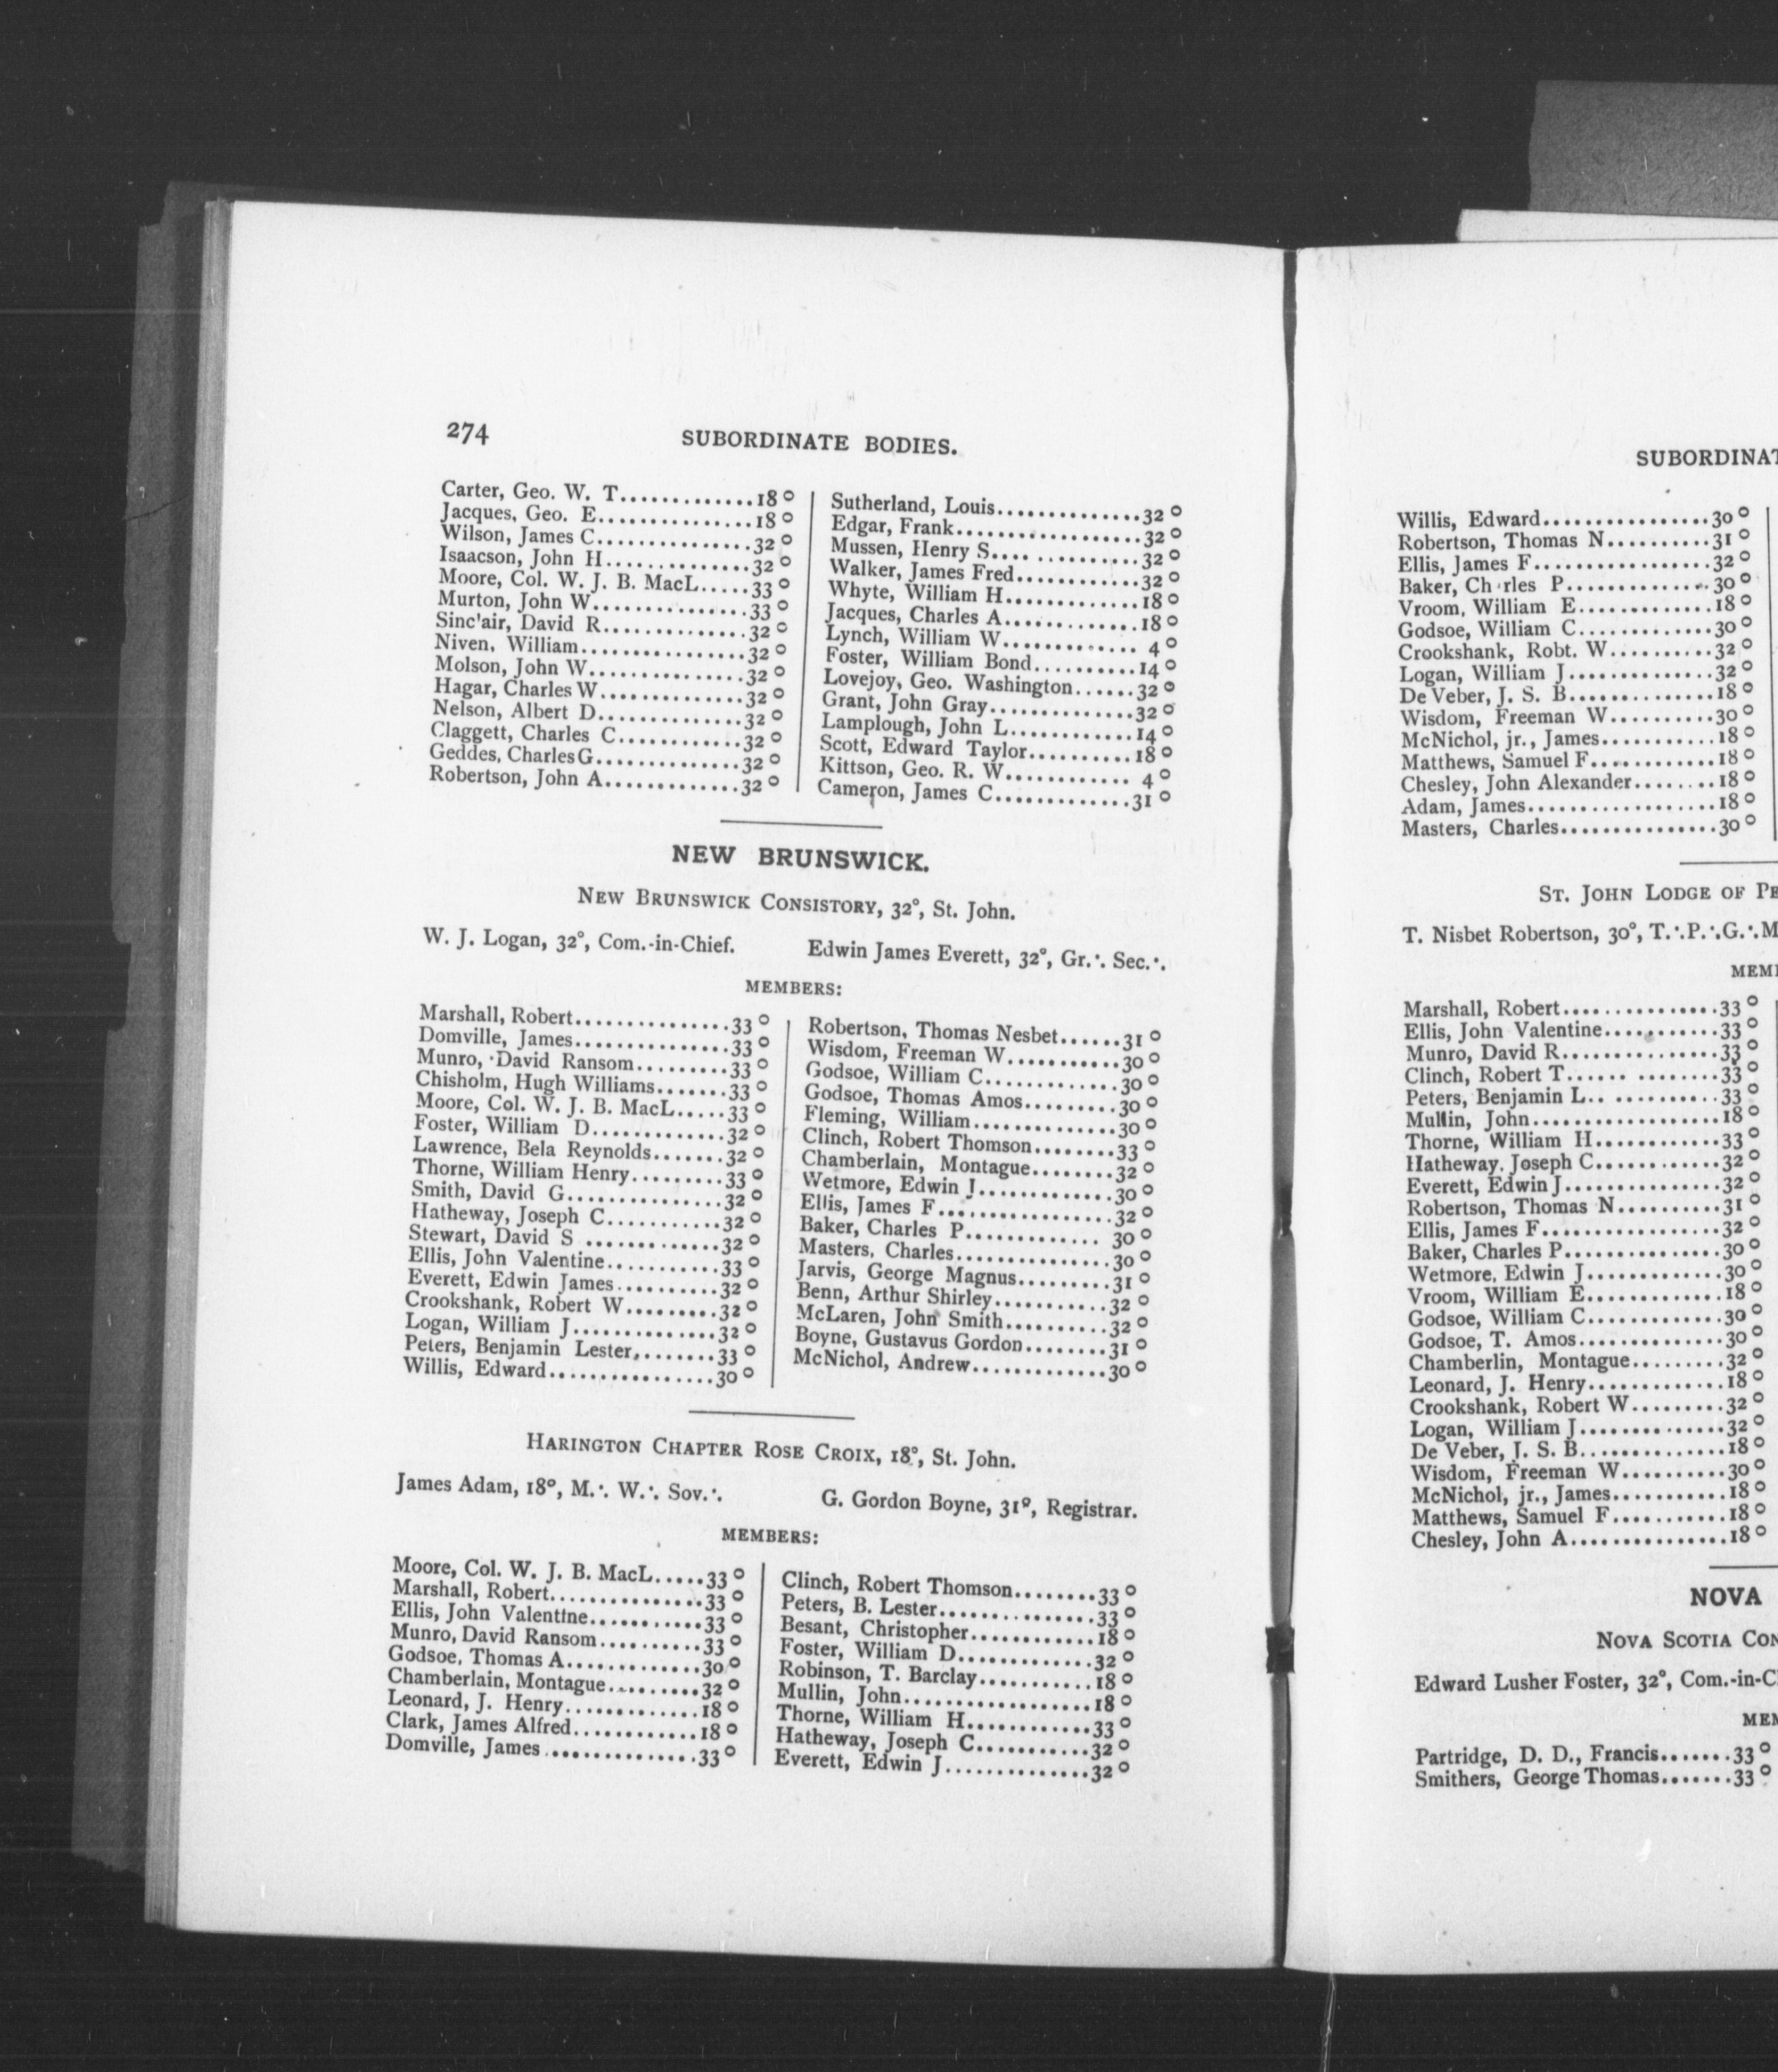 274 SUBORDINATE BODIES.
Carter, Geo. W. T.............18°
Jacques, Geo. E...............18°
Wilson, James C...............32°
Isaacson, John H..............32°
Moore, Col. W. J. B. MacL.....33°
Murton, John W................33°
Sinc'air, David R..............32°
Niven, William................32°
Molson, John W................32°
Hagar, Charles W..............32°
Nelson, Albert D..............32°
Claggett, Charles C............32°
Geddes, Charles G..............32°
Robertson, John A.............32°
Sutherland, Louis..............32°
Edgar, Frank..................32°
Mussen, Henry S...............32°
Walker, James Fred............32°
Whyte, William H.............18°
Jacques, Charles A.............18°
Lynch, William W............. 4°
Foster, William Bond..........14°
Lovejoy, Geo. Washington......32°
Grant, John Gray..............32°
Lamplough, John L............14°
Scott, Edward Taylor..........18°
Kittson, Geo. R. W............ 4°
Cameron, James C.............31°
NEW BRUNSWICK.
NEW BRUNSWICK CONSISTORY, 32°, St. John.
W. J. Logan, 32°, Com.-in-Chief. Edwin James Everett, 32°, Gr.∴ Sec.∴
MEMBERS:
Marshall, Robert...............33°
Domville, James...............33°
Munro, David Ransom.........33°
Chisholm, Hugh Williams.......33°
Moore, Col. W. J. B. MacL.....33°
Foster, William D.............32°
Lawrence, Bela Reynolds.......32°
Thorne, William Henry.........33°
Smith, David G...............32°
Hatheway, Joseph C...........32°
Stewart, David S .............32°
Ellis, John Valentine...........33°
Everett, Edwin James..........32°
Crookshank, Robert W.........32°
Logan, William J..............32°
Peters, Benjamin Lester........33°
Willis, Edward................30°
Robertson, Thomas Nesbet......31°
Wisdom, Freeman W...........30°
Godsoe, William C.............30°
Godsoe, Thomas Amos.........30°
Fleming, William..............30°
Clinch, Robert Thomson........33°
Chamberlain, Montague........32°
Wetmore, Edwin J.............30°
Ellis, James F.................32°
Baker, Charles P............. 30°
Masters, Charles...............30°
Jarvis, George Magnus.........31°
Benn, Arthur Shirley...........32°
McLaren, John Smith..........32°
Boyne, Gustavus Gordon........31°
McNichol, Andrew.............30°
HARINGTON CHAPTER ROSE CROIX, 18°, St. John.
James Adam, 18°, M.∴ W.∴ Sov.∴ G. Gordon Boyne, 31°, Registrar.
MEMBERS:
Moore, Col. W. J. B. MacL.....33°
Marshall, Robert...............33°
Ellis, John Valentine...........33°
Munro, David Ransom..........33°
Godsoe, Thomas A.............30°
Chamberlain, Montague.........32°
Leonard, J. Henry.............18°
Clark, James Alfred............18°
Domville, James...............33°
Clinch, Robert Thomson........33°
Peters, B. Lester...............33°
Besant, Christopher............18°
Foster, William D.............32°
Robinson, T. Barclay...........18°
Mullin, John..................18°
Thorne, William H............33°
Hatheway, Joseph C...........32°
Everett, Edwin J..............32°
SUBORDINAT
Willis, Edward................30°
Robertson, Thomas N..........31°
Ellis, James F.................32°
Baker, Ch rles P..............30°
Vroom, William E.............18°
Godsoe, William C.............30°
Crookshank, Robt. W..........32°
Logan, William J..............32°
De Veber, J. S. B..............18°
Wisdom, Freeman W..........30°
McNichol, jr., James...........18°
Matthews, Samuel F............18°
Chesley, John Alexander........18°
Adam, James..................18°
Masters, Charles...............30°
ST. JOHN LODGE OF PE
T. Nisbet Robertson, 30°, T.∴P.∴G.∴M
MEM
Marshall, Robert...............33°
Ellis, John Valentine...........33°
Munro, David R...............33°
Clinch, Robert T...............33°
Peters, Benjamin L.............33°
Mullin, John..................18°
Thorne, William H............33°
Hatheway, Joseph C............32°
Everett, Edwin J...............32°
Robertson, Thomas N..........31°
Ellis, James F.................32°
Baker, Charles P...............30°
Wetmore, Edwin J.............30°
Vroom, William E.............18°
Godsoe, William C.............30°
Godsoe, T. Amos..............30°
Chamberlin, Montague.........32°
Leonard, J. Henry.............18°
Crookshank, Robert W.........32°
Logan, William J..............32°
De Veber, J. S. B..............18°
Wisdom, Freeman W..........30°
McNichol, jr., James...........18°
Matthews, Samuel F...........18°
Chesley, John A...............18°
NOVA
NOVA SCOTIA CON
Edward Lusher Foster, 32°, Com.-in-C
MEM
Partridge, D. D., Francis.......33°
Smithers, George Thomas.......33°